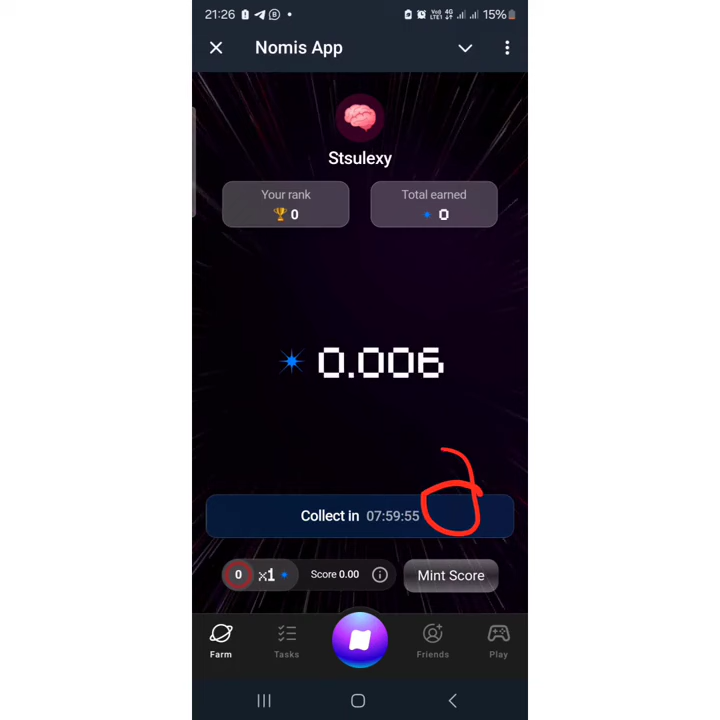 21:26 15%
Nomis App
Stsulexy
Your rank Total earned
0 0
0.006
Collect in 07:59:55
0 x1 Score 0.00 Mint Score
Farm Tasks Friends Play